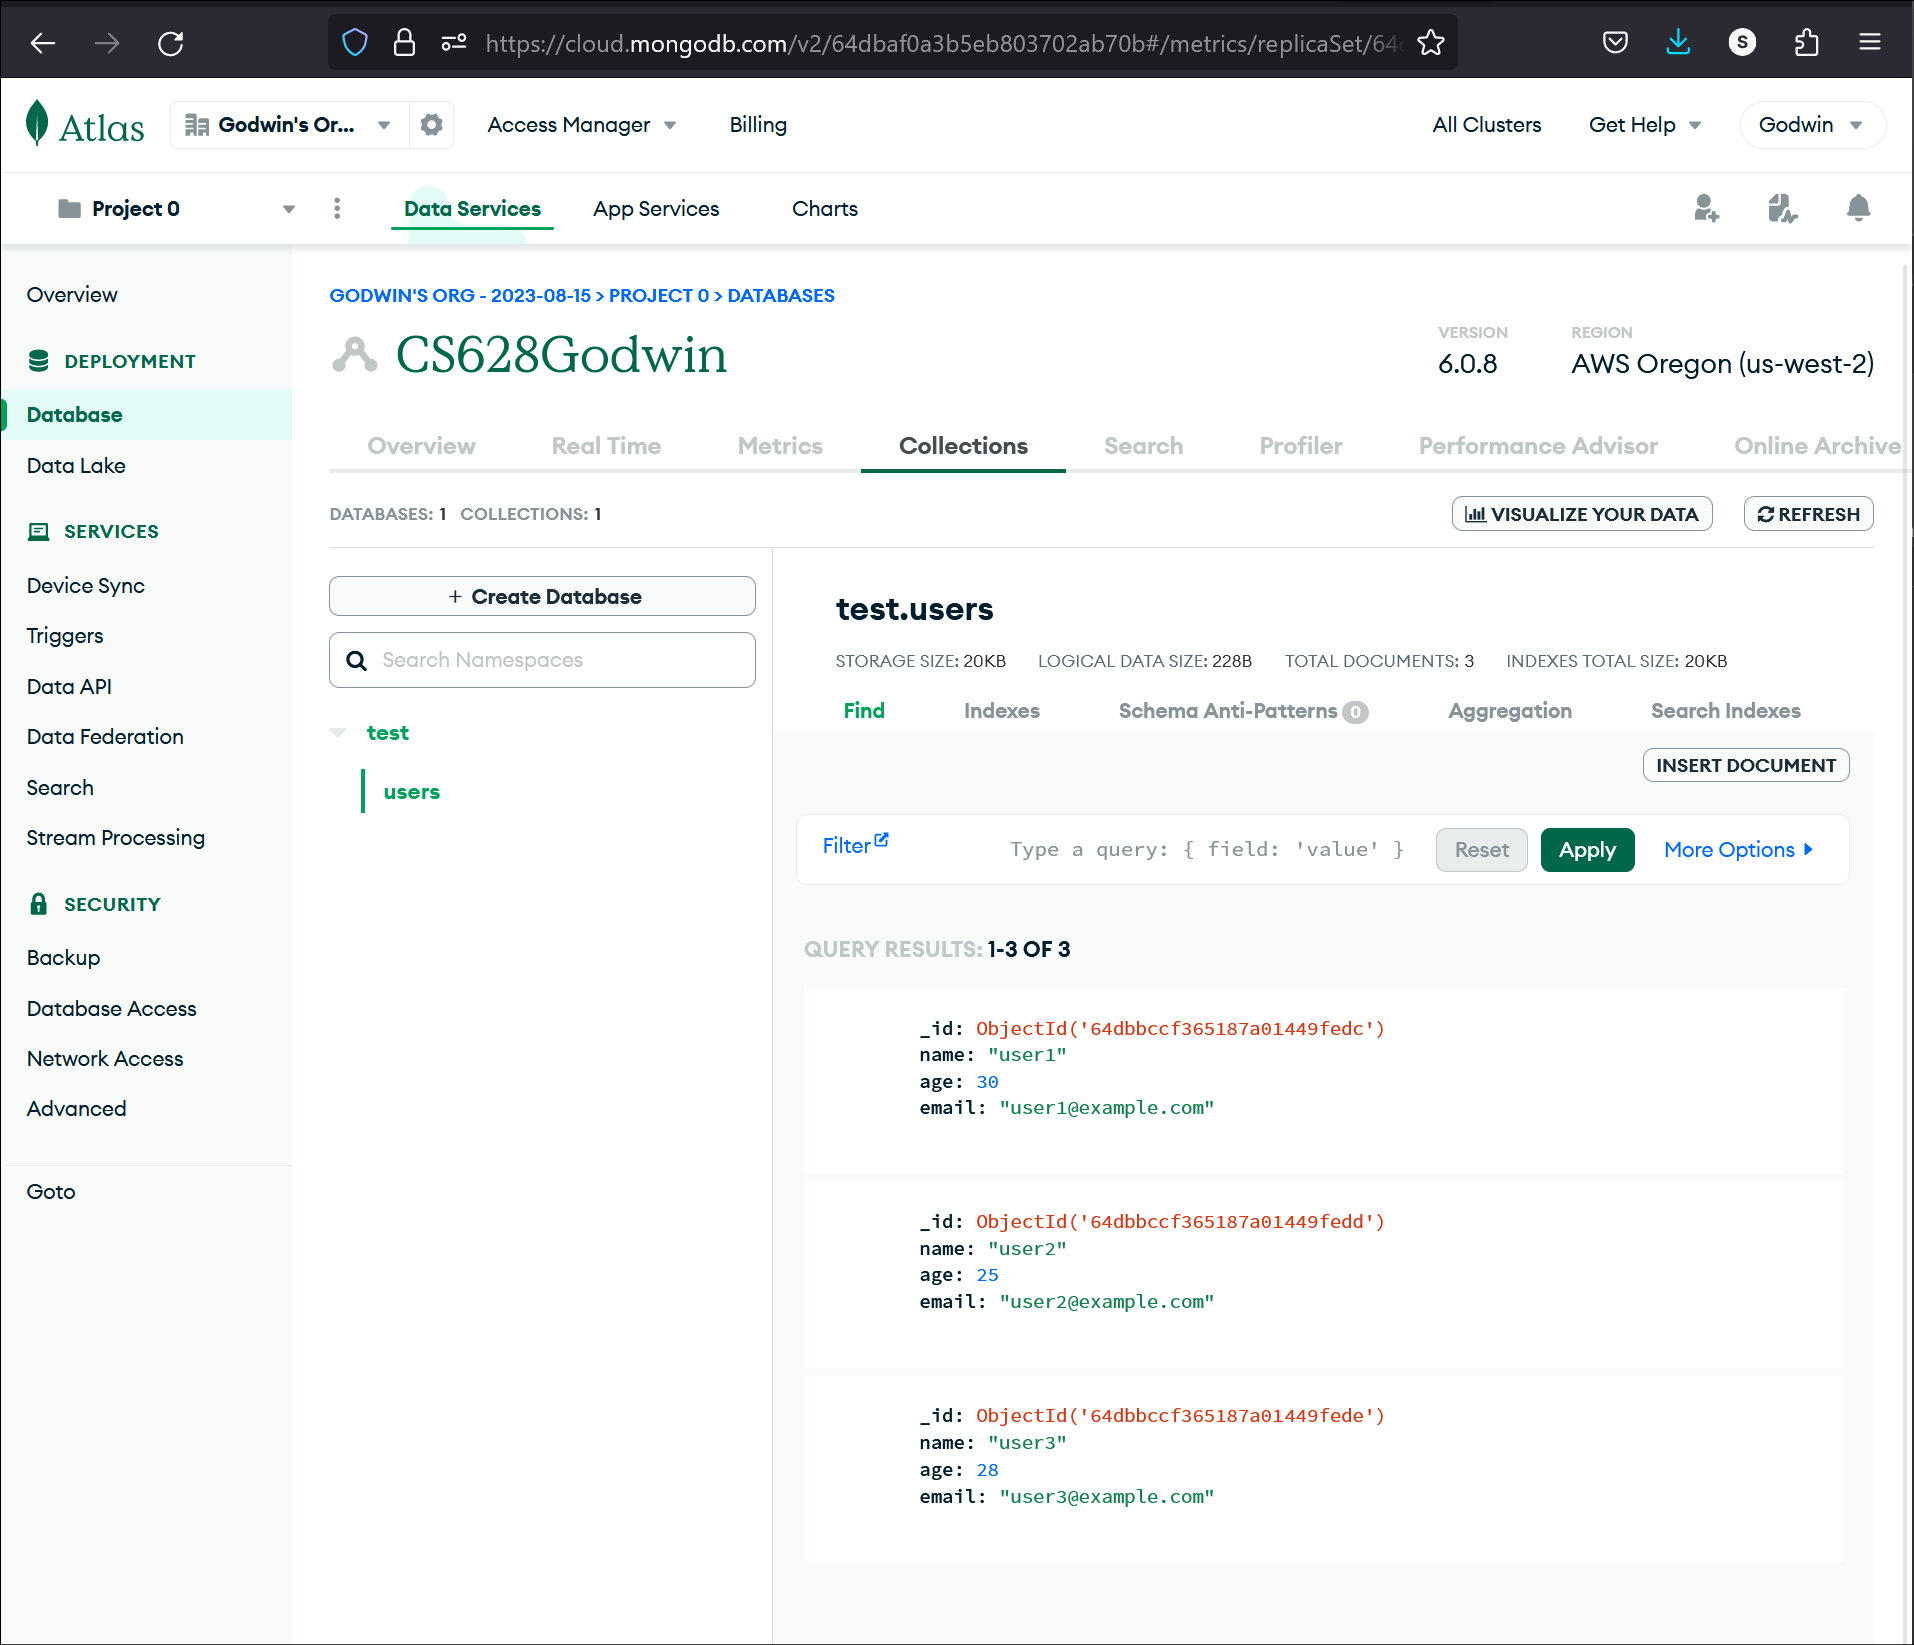 https://cloud.mongodb.com/v2/64dbaf0a3b5eb803702ab70b#/metrics/replicaSet/64
S
Atlas
Godwin's Or...
Access Manager
Billing
All Clusters
Get Help
Godwin
Project 0
Data Services
App Services
Charts
Overview
DEPLOYMENT
Database
Data Lake
SERVICES
Device Sync
Triggers
Data API
Data Federation
Search
Stream Processing
SECURITY
Backup
Database Access
Network Access
Advanced
Goto
GODWIN'S ORG - 2023-08-15 > PROJECT 0 > DATABASES
CS628Godwin
VERSION
6.0.8
REGION
AWS Oregon (us-west-2)
Overview
Real Time
Metrics
Collections
Search
Profiler
Performance Advisor
Online Archive
DATABASES: 1 COLLECTIONS: 1
VISUALIZE YOUR DATA
REFRESH
+ Create Database
Search Namespaces
test
users
test.users
STORAGE SIZE: 20KB LOGICAL DATA SIZE: 228B TOTAL DOCUMENTS: 3 INDEXES TOTAL SIZE: 20KB
Find
Indexes
Schema Anti-Patterns 0
Aggregation
Search Indexes
INSERT DOCUMENT
Filter
Type a query: { field: 'value' }
Reset
Apply
More Options
QUERY RESULTS: 1-3 OF 3
_id: ObjectId('64dbbccf365187a01449fedc')
name: "user1"
age: 30
email: "user1@example.com"
_id: ObjectId('64dbbccf365187a01449fedd')
name: "user2"
age: 25
email: "user2@example.com"
_id: ObjectId('64dbbccf365187a01449fede')
name: "user3"
age: 28
email: "user3@example.com"